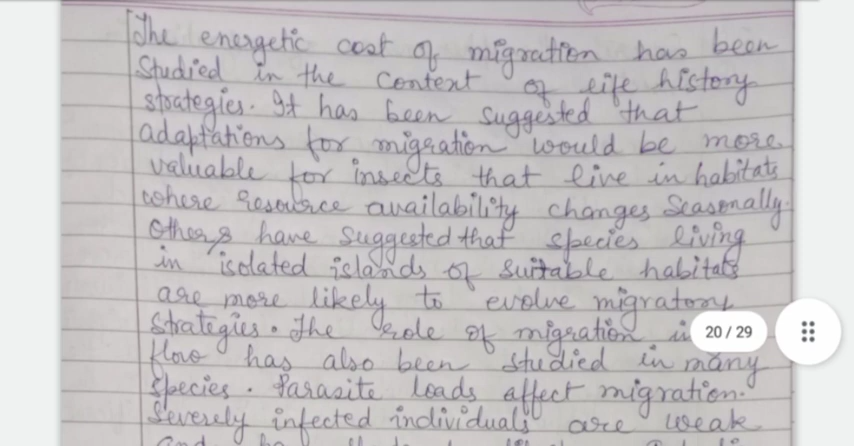 The energetic cost of migration has been
studied in the context of life history
strategies. It has been suggested that
adaptations for migration would be more
valuable for insects that live in habitats
where resource availability changes seasonally.
Others have suggested that species living
in isolated islands of suitable habitats
are more likely to evolve migratory
strategies. The role of migration in
20 / 29
flow has also been studied in many
species. Parasite loads affect migration.
Severely infected individuals are weak